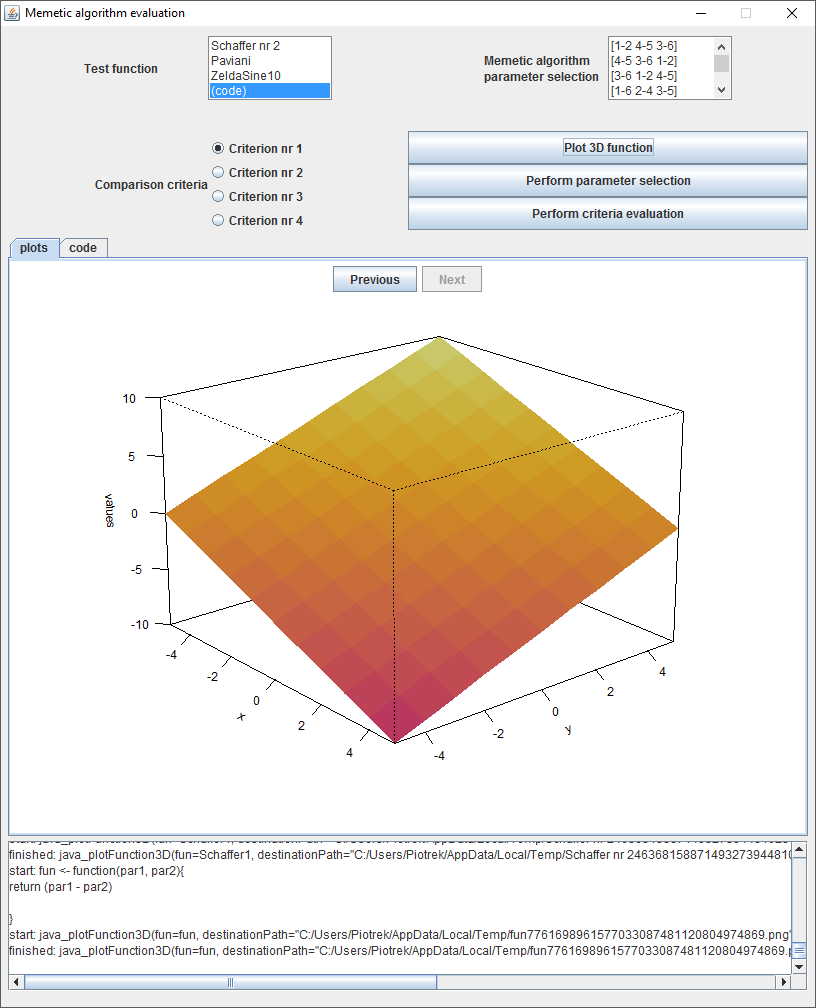 Memetic algorithm evaluation
Test function
Schaffer nr 2
Paviani
ZeldaSine10
(code)
Memetic algorithm
parameter selection
[1-2 4-5 3-6]
[4-5 3-6 1-2]
[3-6 1-2 4-5]
[1-6 2-4 3-5]
Comparison criteria
Criterion nr 1
Criterion nr 2
Criterion nr 3
Criterion nr 4
Plot 3D function
Perform parameter selection
Perform criteria evaluation
plots
code
Previous
Next
10
5
0
-5
-10
values
-4
-2
0
2
4
x
-4
-2
0
2
4
y
finished: java_plotFunction3D(fun=Schaffer1, destinationPath="C:/Users/Piotrek/AppData/Local/Temp/Schaffer nr 246368158871493273944810
start: fun <- function(par1, par2){
return (par1 - par2)
}
start: java_plotFunction3D(fun=fun, destinationPath="C:/Users/Piotrek/AppData/Local/Temp/fun7761698961577033087481120804974869.png"
finished: java_plotFunction3D(fun=fun, destinationPath="C:/Users/Piotrek/AppData/Local/Temp/fun7761698961577033087481120804974869.p